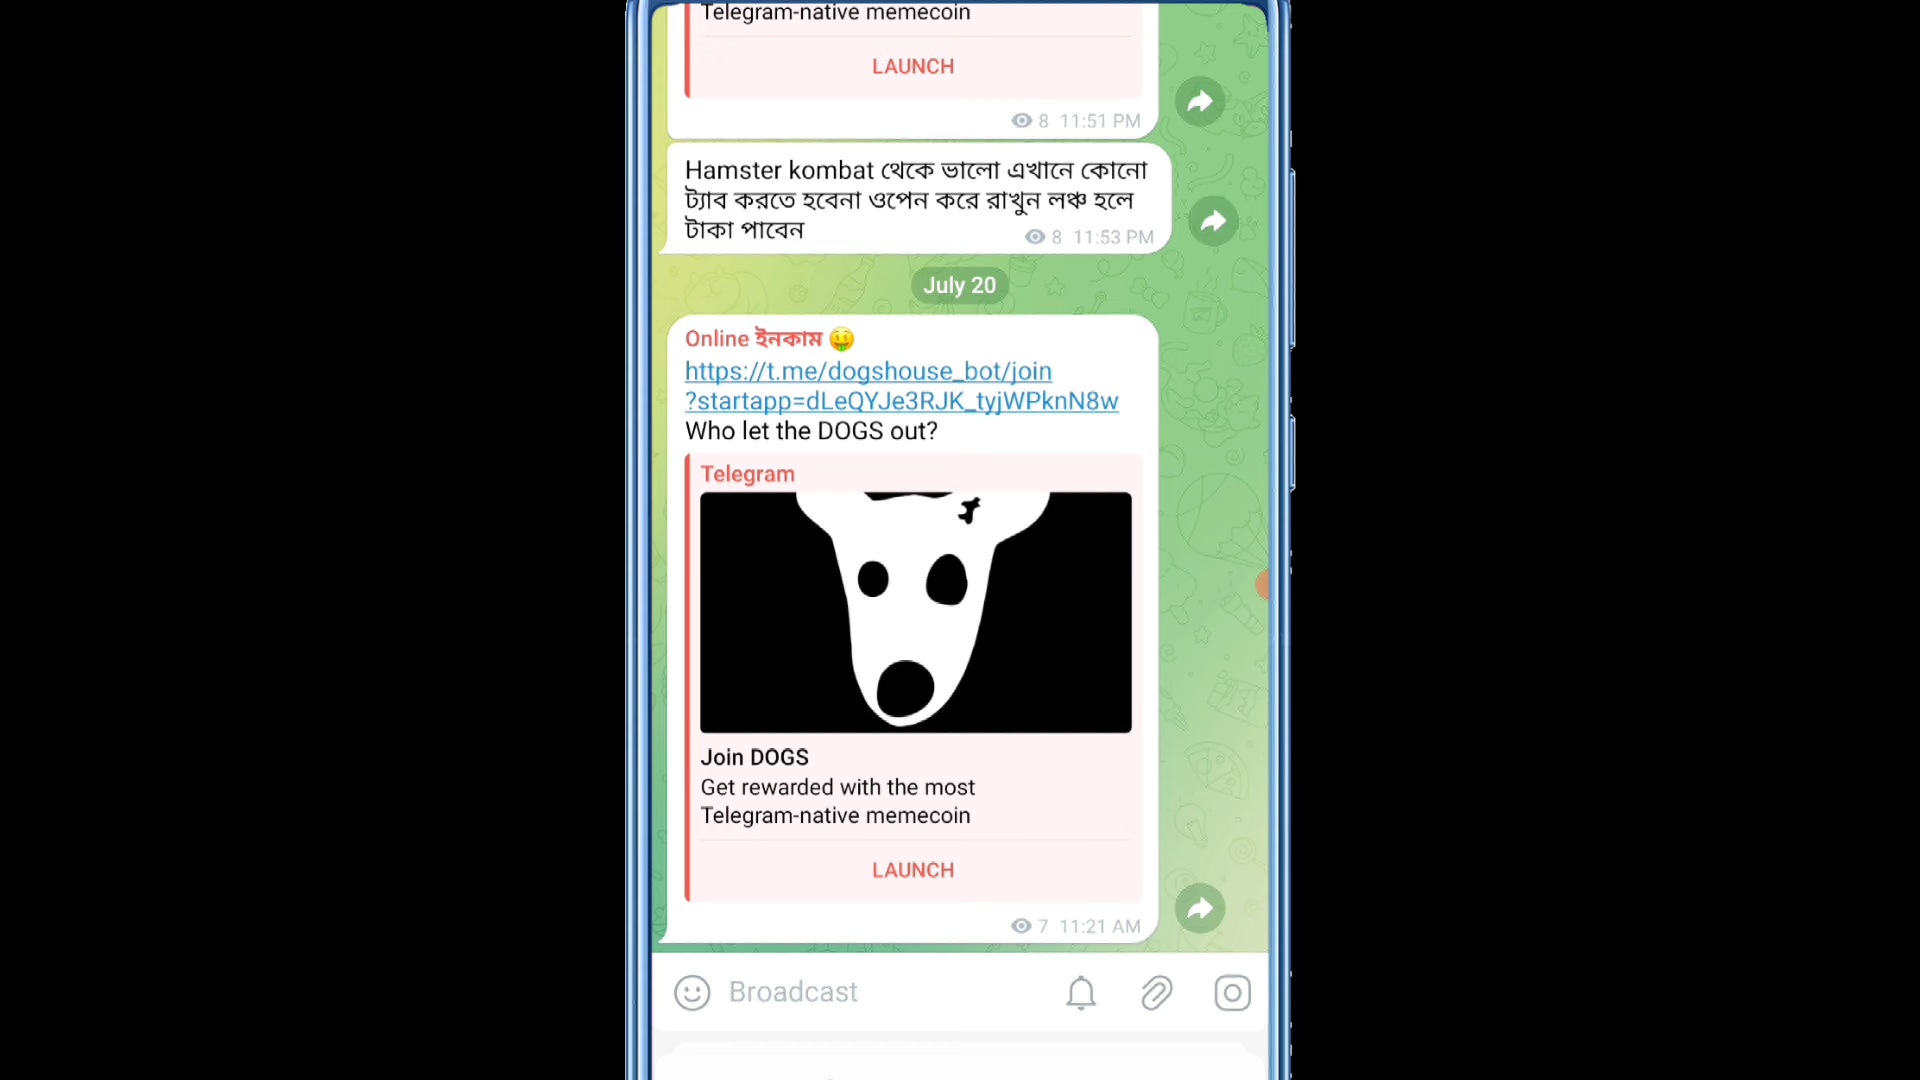 Telegram-native memecoin
LAUNCH
8 11:51 PM
Hamster kombat থেকে ভালো এখানে কোনো
ট্যাব করতে হবেনা ওপেন করে রাখুন লঞ্চ হলে
টাকা পাবেন
8 11:53 PM
July 20
Online ইনকাম 🤑
https://t.me/dogshouse_bot/join
?startapp=dLeQYJe3RJK_tyjWPknN8w
Who let the DOGS out?
Telegram
Join DOGS
Get rewarded with the most
Telegram-native memecoin
LAUNCH
7 11:21 AM
Broadcast